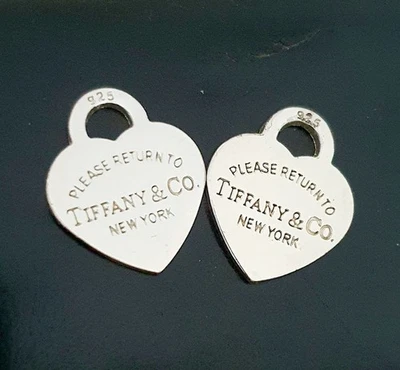 925
PLEASE RETURN TO
TIFFANY & CO.
NEW YORK
925
PLEASE RETURN TO
TIFFANY & CO.
NEW YORK